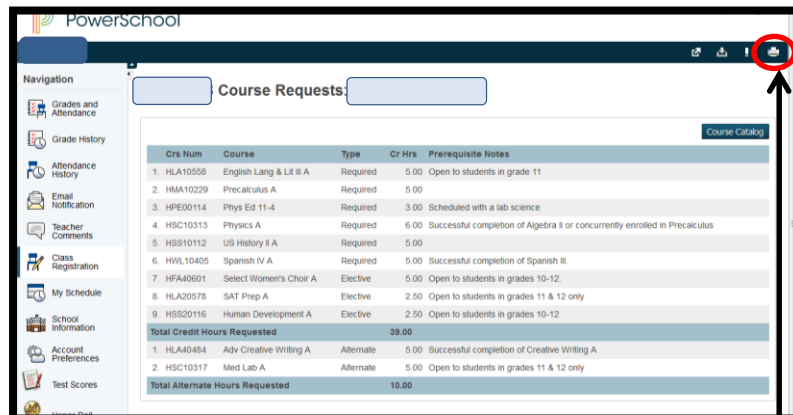 PowerSchool
Navigation
Grades and
Attendance
Grade History
Attendance
History
Email
Notification
Teacher
Comments
Class
Registration
My Schedule
School
Information
Account
Preferences
Test Scores
Honor Roll
Course Requests:
Course Catalog
Crs Num Course Type Cr Hrs Prerequisite Notes
1. HLA10558 English Lang & Lit III A Required 5.00 Open to students in grade 11
2. HMA10229 Precalculus A Required 5.00
3. HPE00114 Phys Ed 11-4 Required 3.00 Scheduled with a lab science
4. HSC10313 Physics A Required 6.00 Successful completion of Algebra II or concurrently enrolled in Precalculus
5. HSS10112 US History II A Required 5.00
6. HWL10405 Spanish IV A Required 5.00 Successful completion of Spanish III.
7. HFA40601 Select Women's Choir A Elective 5.00 Open to students in grades 10-12.
8. HLA20578 SAT Prep A Elective 2.50 Open to students in grades 11 & 12 only
9. HSS20116 Human Development A Elective 2.50 Open to students in grades 10-12
Total Credit Hours Requested 39.00
1. HLA40484 Adv Creative Writing A Alternate 5.00 Successful completion of Creative Writing A
2. HSC10317 Med Lab A Alternate 5.00 Open to students in grades 11 & 12 only
Total Alternate Hours Requested 10.00